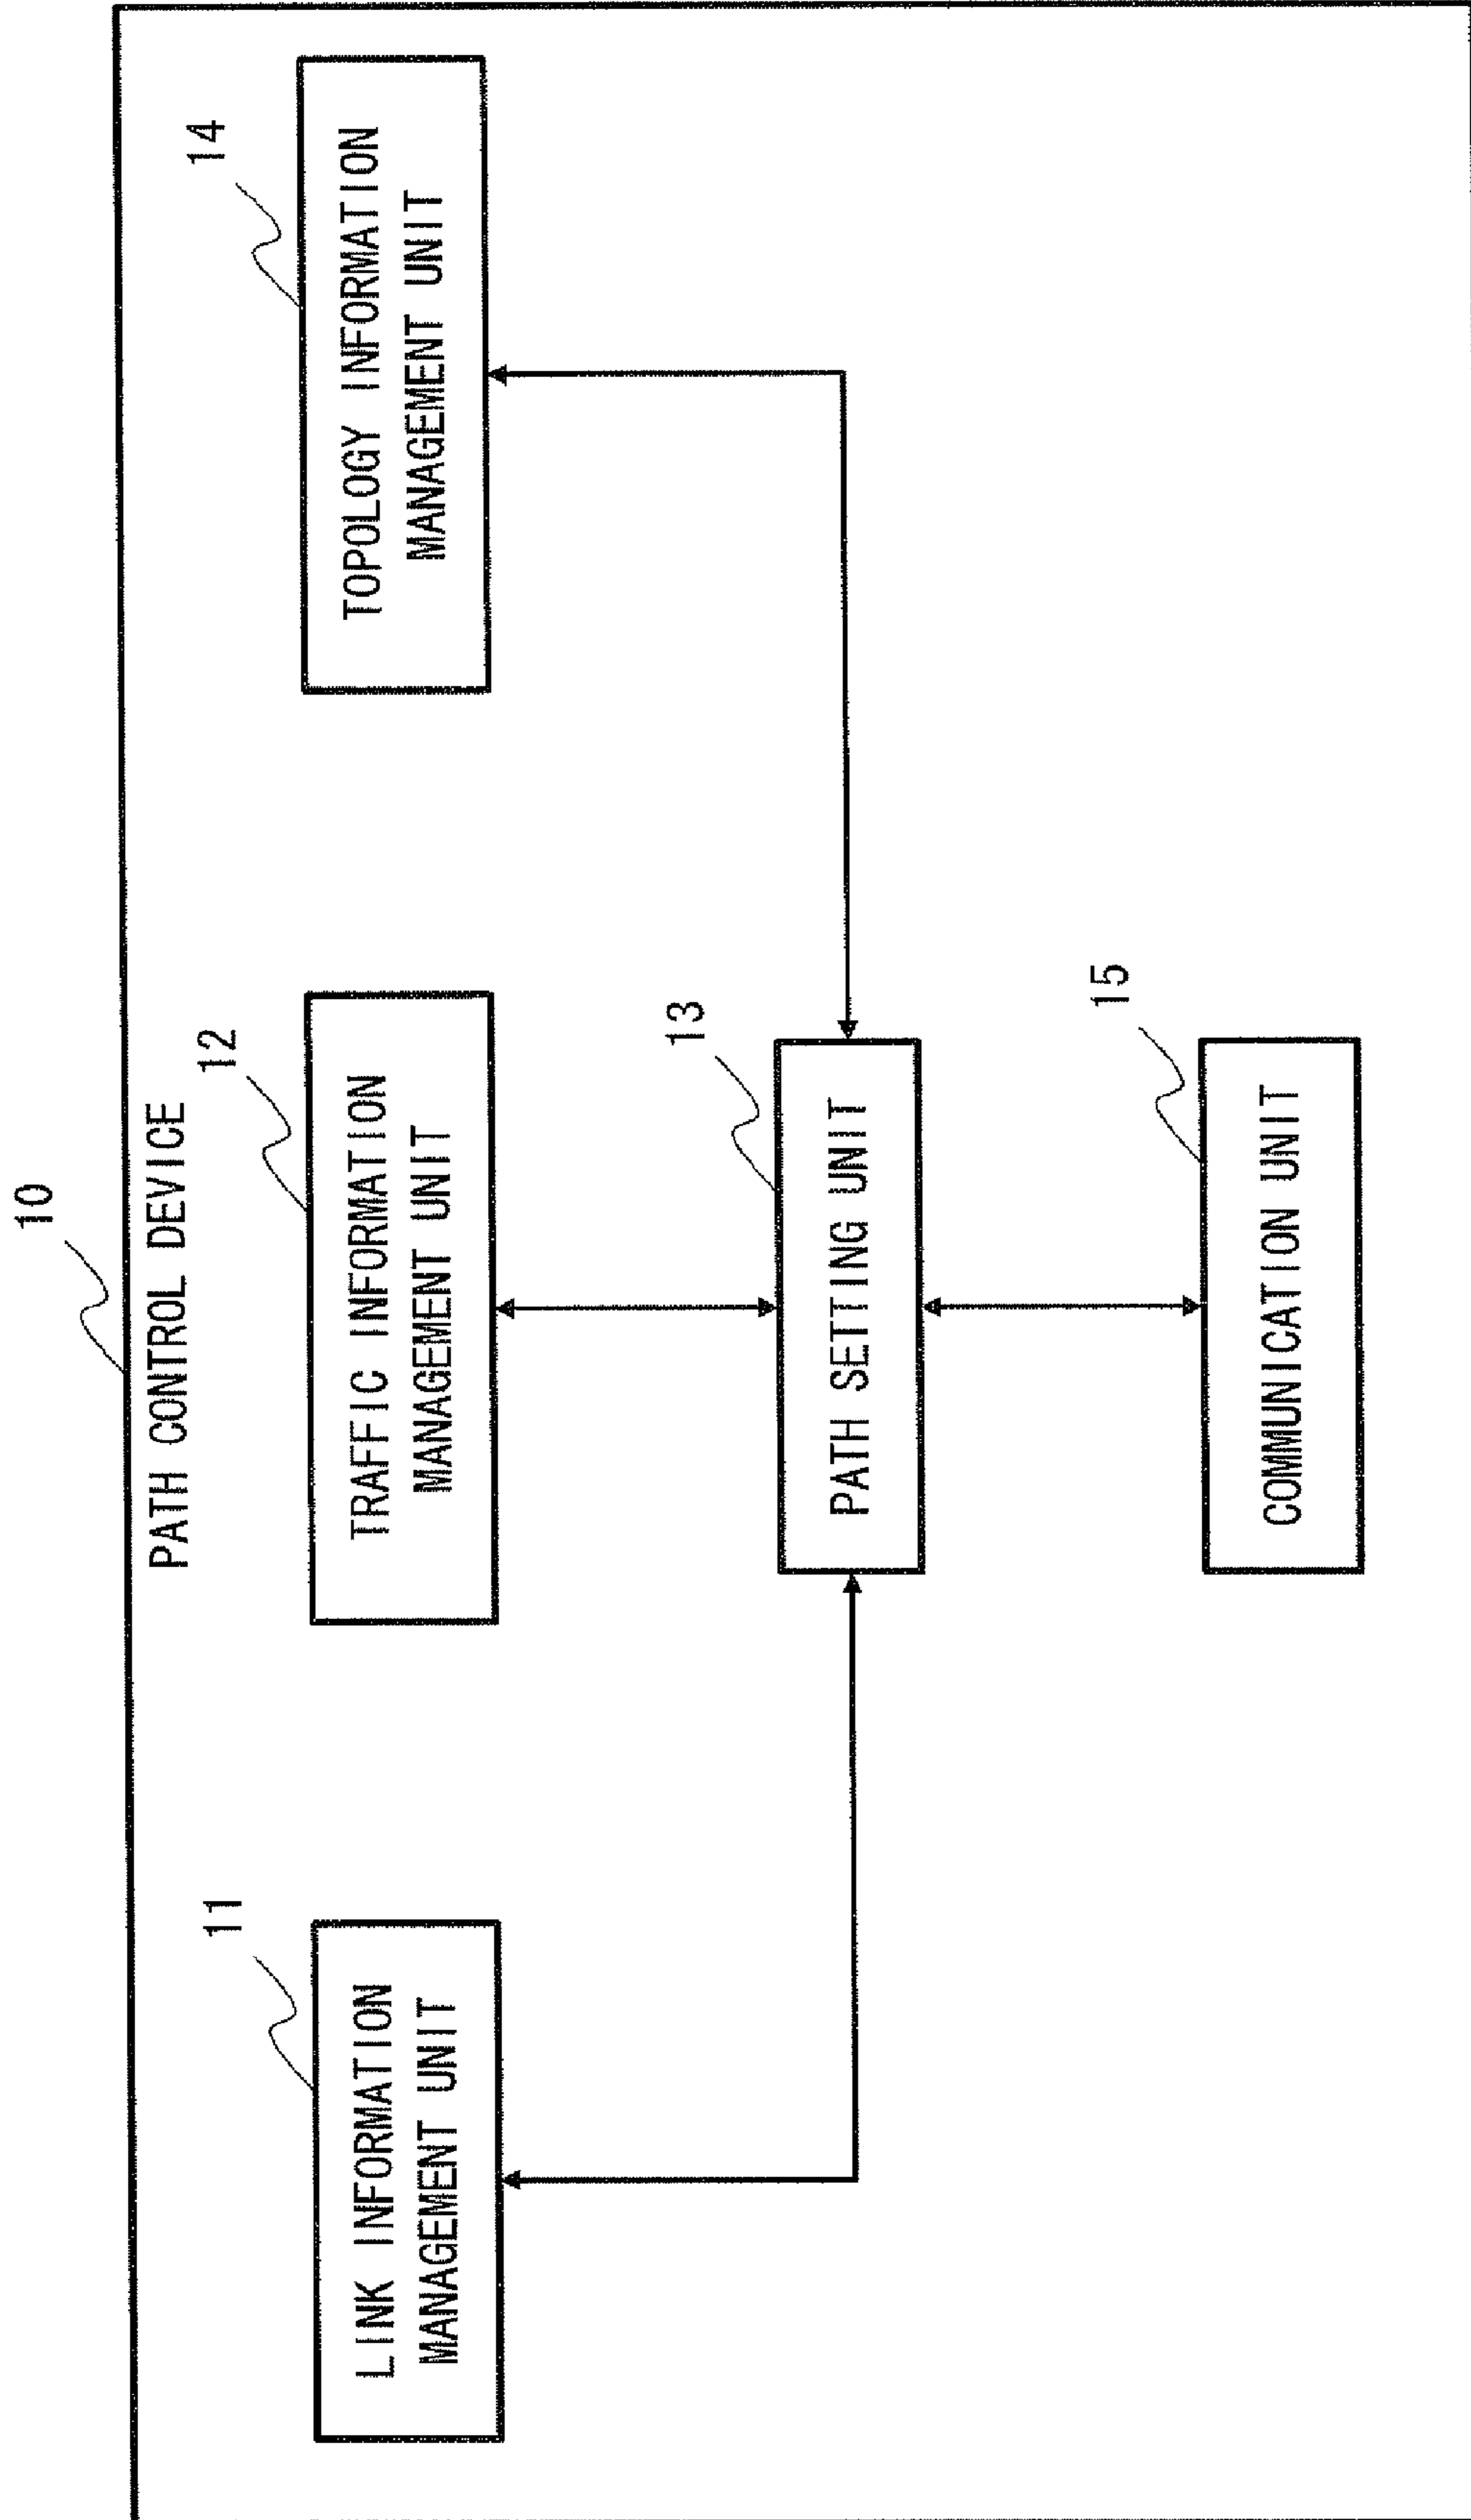 10
PATH CONTROL DEVICE
11
LINK INFORMATION
MANAGEMENT UNIT
12
TRAFFIC INFORMATION
MANAGEMENT UNIT
14
TOPOLOGY INFORMATION
MANAGEMENT UNIT
13
PATH SETTING UNIT
15
COMMUNICATION UNIT